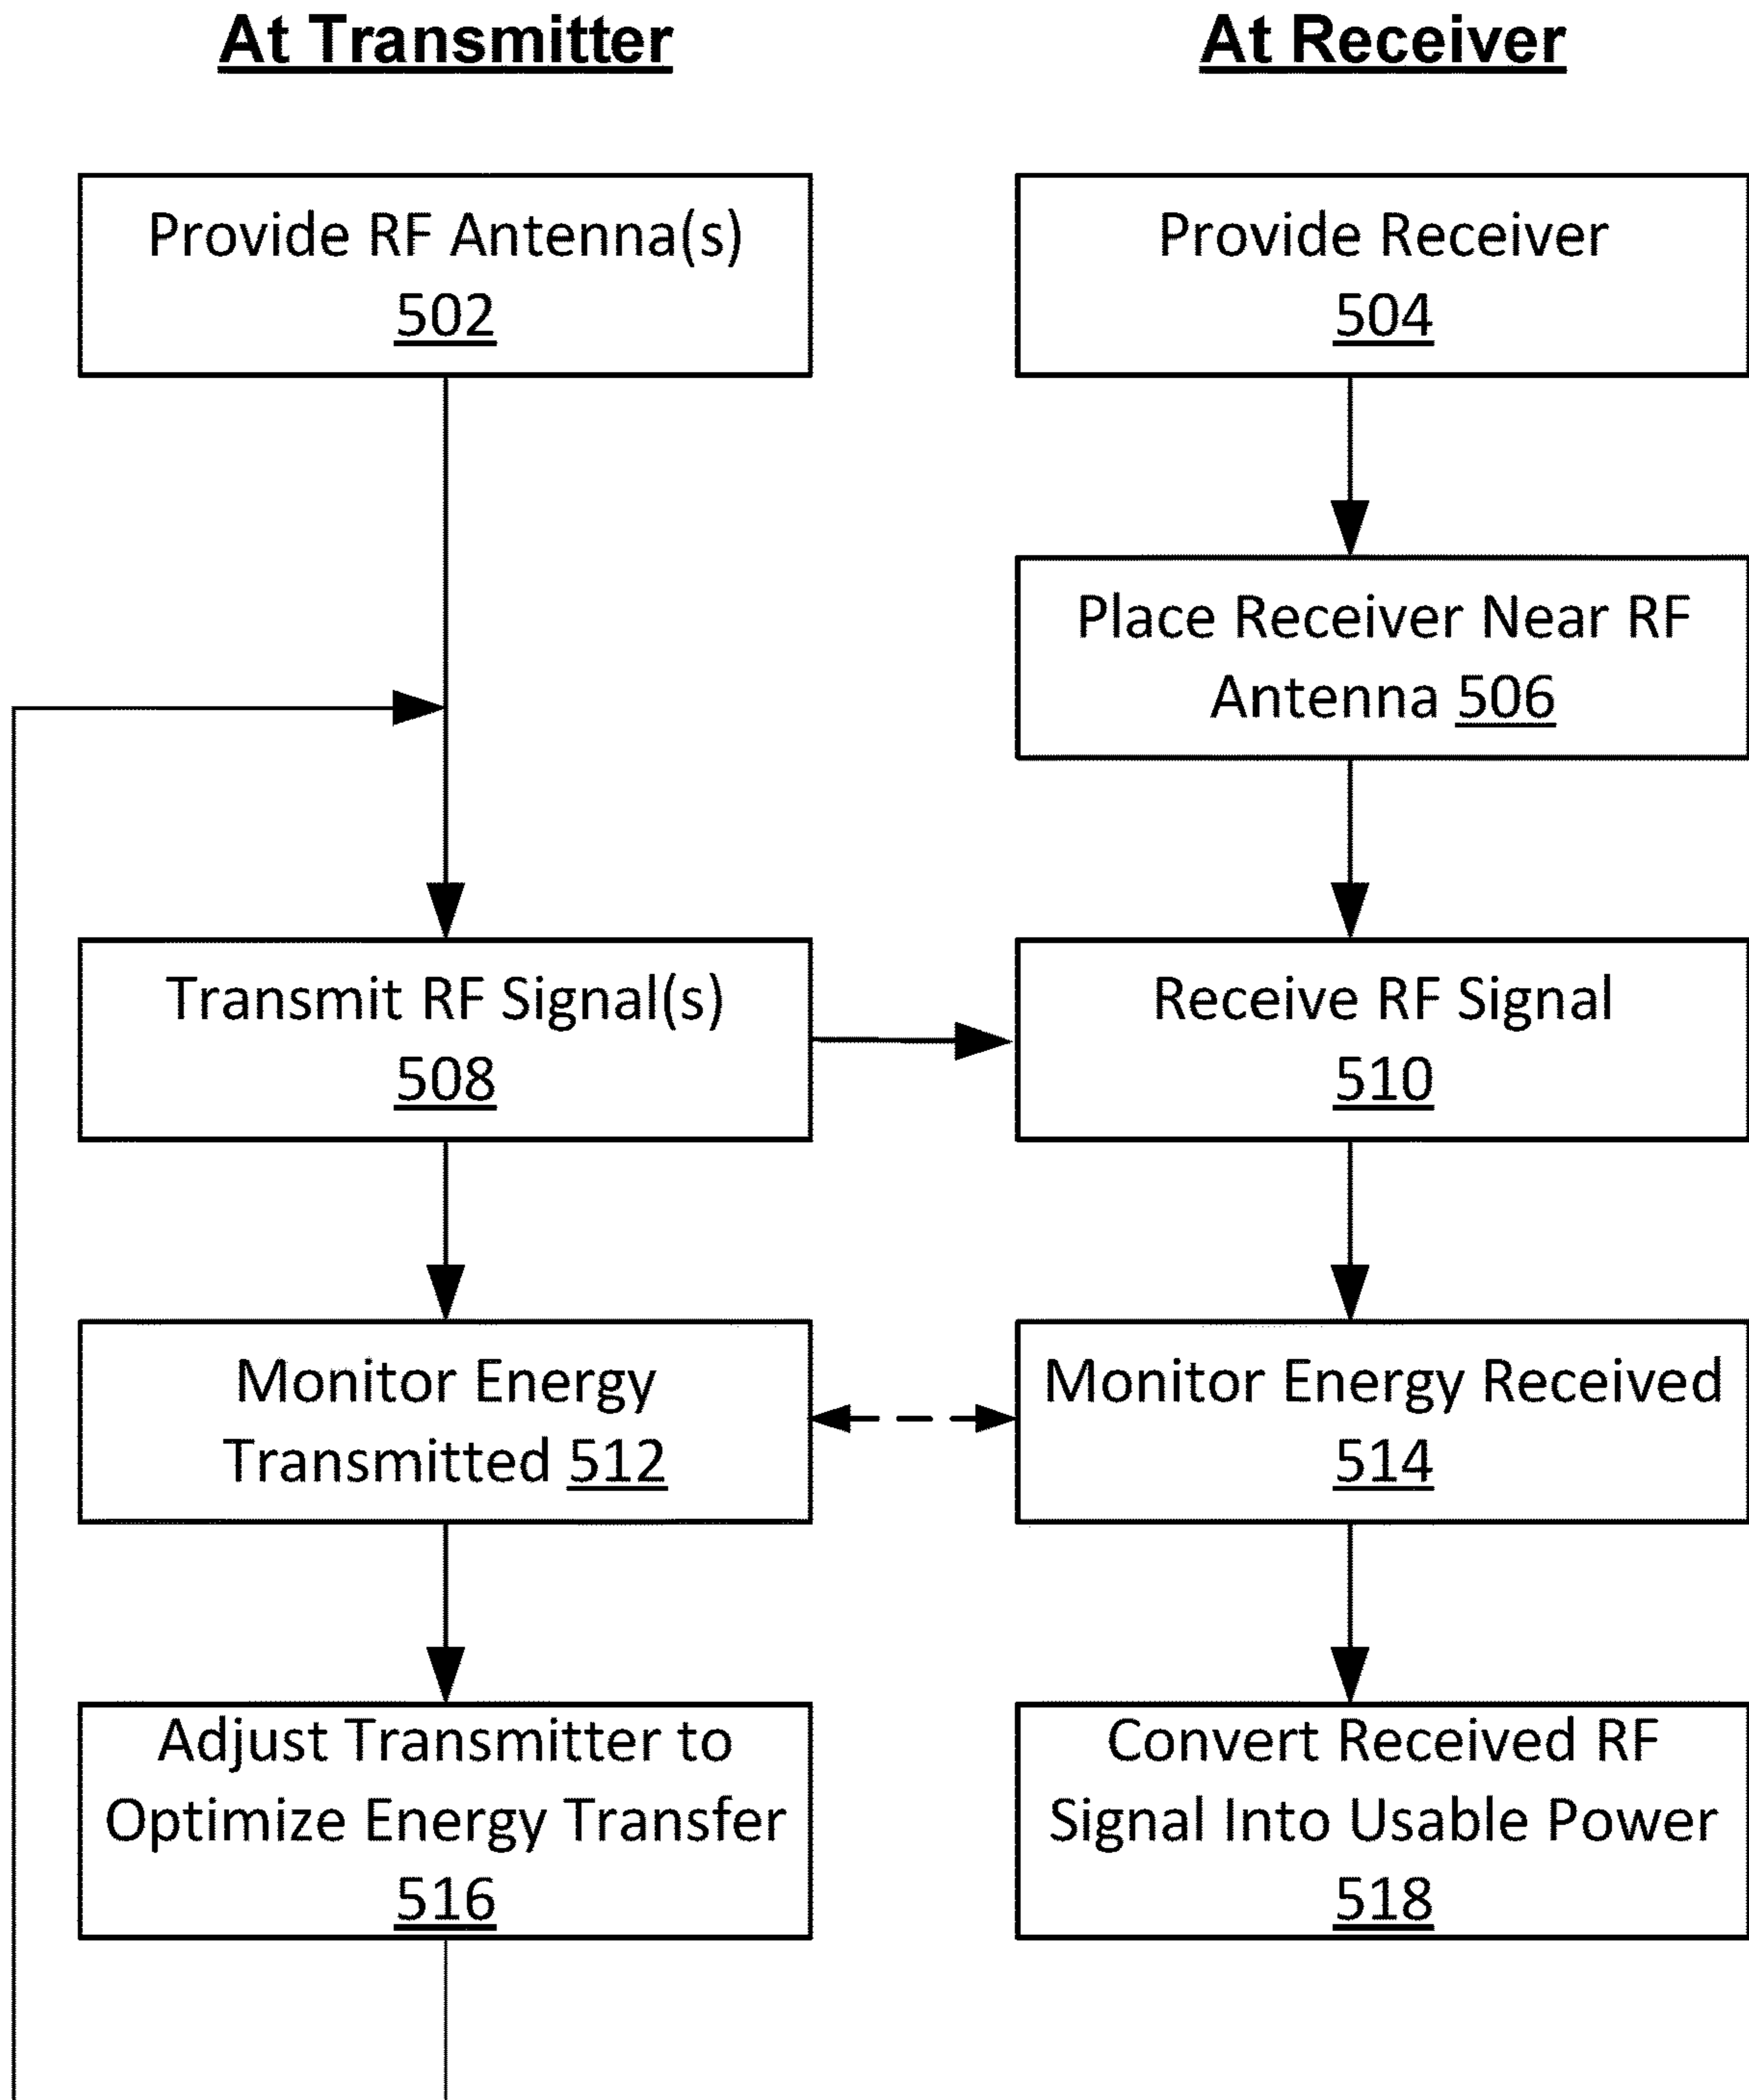 At Transmitter
At Receiver
Provide RF Antenna(s)
502
Provide Receiver
504
Place Receiver Near RF
Antenna 506
Transmit RF Signal(s)
508
Receive RF Signal
510
Monitor Energy
Transmitted 512
Monitor Energy Received
514
Adjust Transmitter to
Optimize Energy Transfer
516
Convert Received RF
Signal Into Usable Power
518